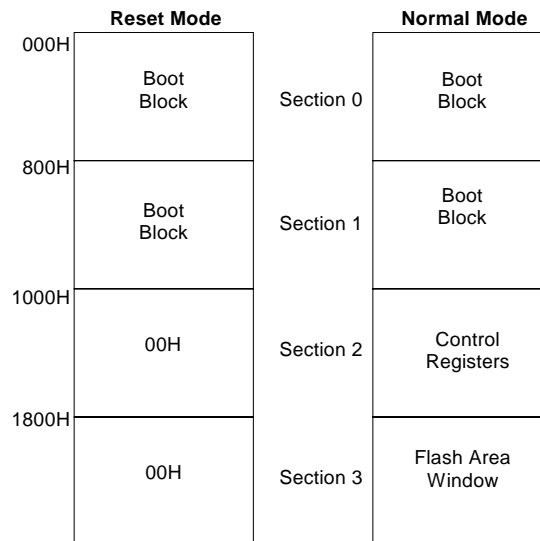 Reset Mode
Normal Mode
000H
Boot
Block
Section 0
Boot
Block
800H
Boot
Block
Section 1
Boot
Block
1000H
00H
Section 2
Control
Registers
1800H
00H
Section 3
Flash Area
Window